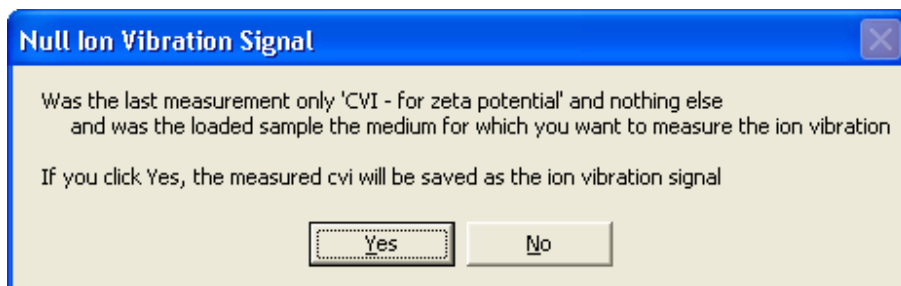 Null Ion Vibration Signal
Was the last measurement only 'CVI - for zeta potential' and nothing else
and was the loaded sample the medium for which you want to measure the ion vibration
If you click Yes, the measured cvi will be saved as the ion vibration signal
Yes No